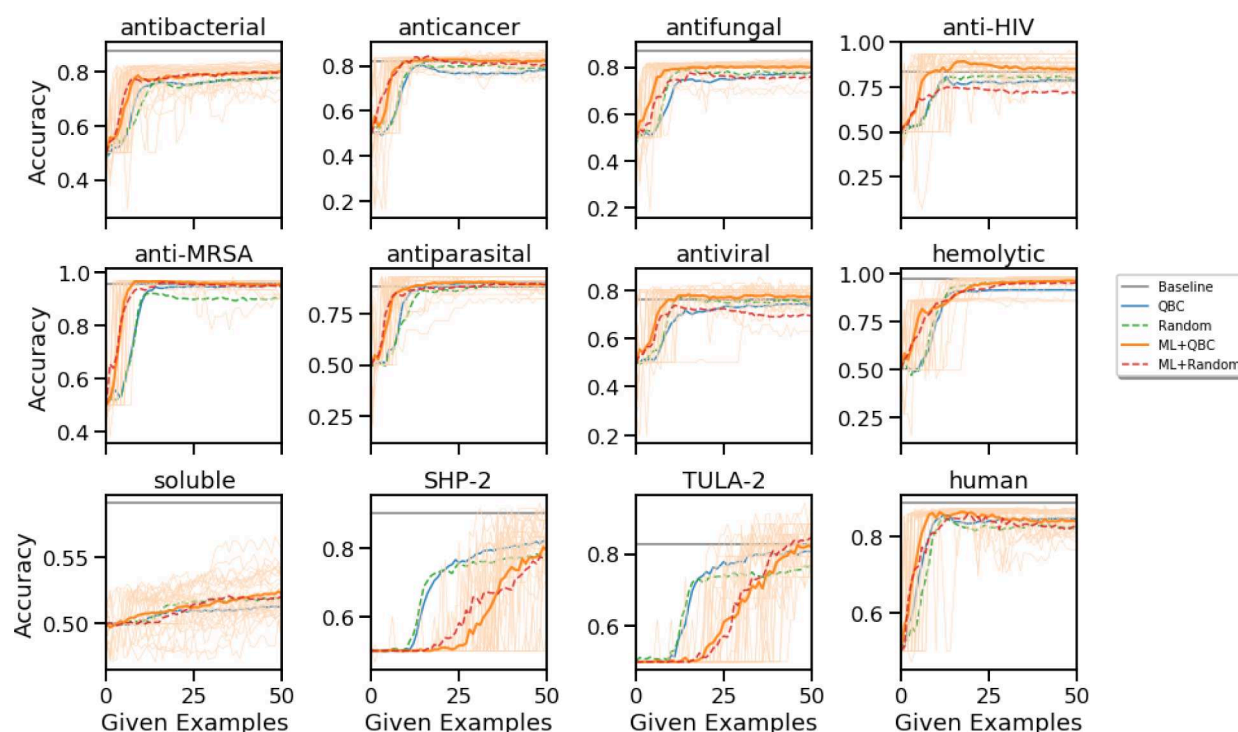 antibacterial anticancer antifungal anti-HIV
Accuracy
0.8
0.6
0.4
0.8
0.6
0.4
0.2
0.8
0.6
0.4
0.2
1.00
0.75
0.50
0.25
anti-MRSA antiparasital antiviral hemolytic
Accuracy
1.0
0.8
0.6
0.4
0.75
0.50
0.25
0.8
0.6
0.4
0.2
1.00
0.75
0.50
0.25
Baseline
QBC
Random
ML+QBC
ML+Random
soluble SHP-2 TULA-2 human
Accuracy
0.55
0.50
0.8
0.6
0.8
0.6
0.8
0.6
0 25 50 0 25 50 0 25 50 0 25 50
Given Examples Given Examples Given Examples Given Examples